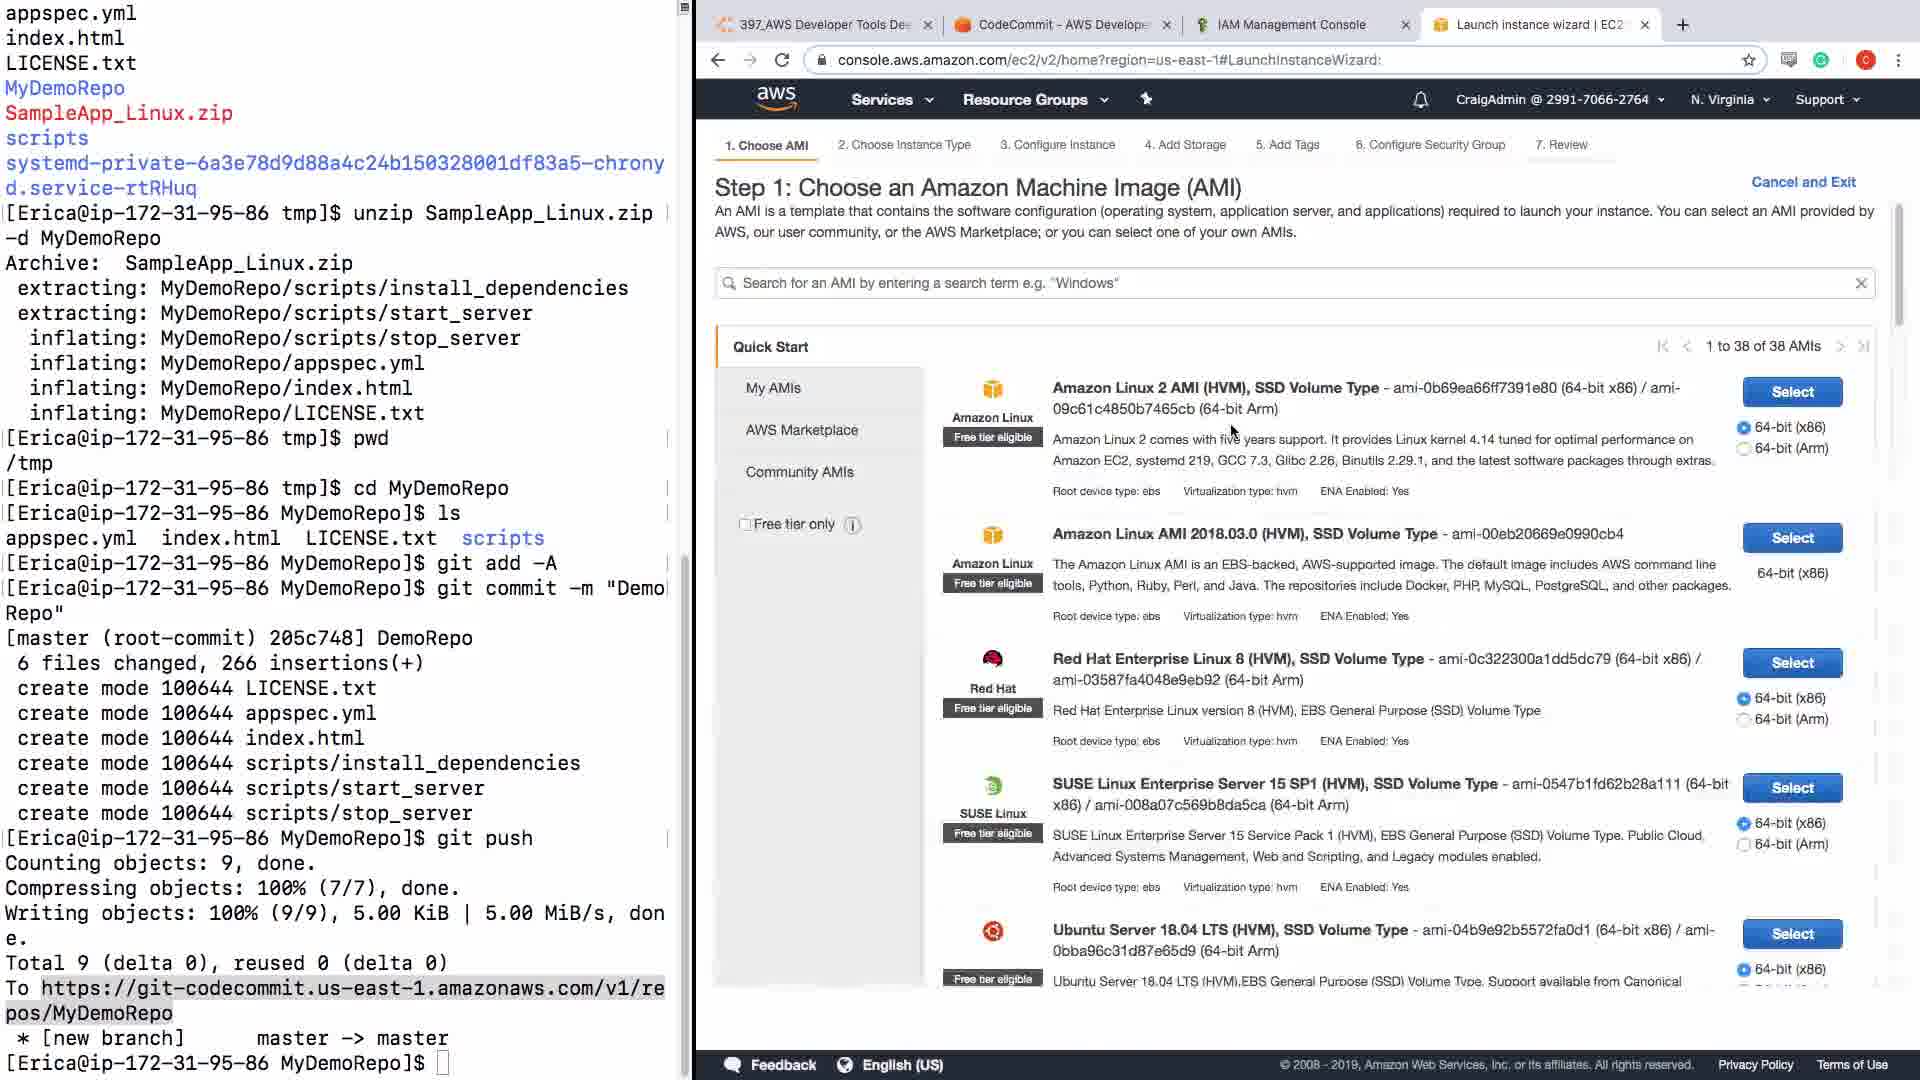 appspec.yml
index.html
LICENSE.txt
MyDemoRepo
SampleApp_Linux.zip
scripts
systemd-private-6a3e78d9d88a4c24b150328001df83a5-chrony
d.service-rtRHuq
[Erica@ip-172-31-95-86 tmp]$ unzip SampleApp_Linux.zip
-d MyDemoRepo
Archive:  SampleApp_Linux.zip
 extracting: MyDemoRepo/scripts/install_dependencies
 extracting: MyDemoRepo/scripts/start_server
  inflating: MyDemoRepo/scripts/stop_server
  inflating: MyDemoRepo/appspec.yml
  inflating: MyDemoRepo/index.html
  inflating: MyDemoRepo/LICENSE.txt
[Erica@ip-172-31-95-86 tmp]$ pwd
/tmp
[Erica@ip-172-31-95-86 tmp]$ cd MyDemoRepo
[Erica@ip-172-31-95-86 MyDemoRepo]$ ls
appspec.yml  index.html  LICENSE.txt  scripts
[Erica@ip-172-31-95-86 MyDemoRepo]$ git add -A
[Erica@ip-172-31-95-86 MyDemoRepo]$ git commit -m "Demo
Repo"
[master (root-commit) 205c748] DemoRepo
 6 files changed, 266 insertions(+)
 create mode 100644 LICENSE.txt
 create mode 100644 appspec.yml
 create mode 100644 index.html
 create mode 100644 scripts/install_dependencies
 create mode 100644 scripts/start_server
 create mode 100644 scripts/stop_server
[Erica@ip-172-31-95-86 MyDemoRepo]$ git push
Counting objects: 9, done.
Compressing objects: 100% (7/7), done.
Writing objects: 100% (9/9), 5.00 KiB | 5.00 MiB/s, don
e.
Total 9 (delta 0), reused 0 (delta 0)
To https://git-codecommit.us-east-1.amazonaws.com/v1/re
pos/MyDemoRepo
 * [new branch]      master -> master
[Erica@ip-172-31-95-86 MyDemoRepo]$
397_AWS Developer Tools Dee
CodeCommit - AWS Develope
IAM Management Console
Launch instance wizard | EC2
console.aws.amazon.com/ec2/v2/home?region=us-east-1#LaunchInstanceWizard:
C
aws Services Resource Groups CraigAdmin @ 2991-7066-2764 N. Virginia Support
1. Choose AMI 2. Choose Instance Type 3. Configure Instance 4. Add Storage 5. Add Tags 6. Configure Security Group 7. Review
Step 1: Choose an Amazon Machine Image (AMI)
Cancel and Exit
An AMI is a template that contains the software configuration (operating system, application server, and applications) required to launch your instance. You can select an AMI provided by
AWS, our user community, or the AWS Marketplace; or you can select one of your own AMIs.
Search for an AMI by entering a search term e.g. "Windows"
Quick Start
1 to 38 of 38 AMIs
My AMIs
AWS Marketplace
Community AMIs
Free tier only
Amazon Linux
Free tier eligible
Amazon Linux 2 AMI (HVM), SSD Volume Type - ami-0b69ea66ff7391e80 (64-bit x86) / ami-
09c61c4850b7465cb (64-bit Arm)
Amazon Linux 2 comes with five years support. It provides Linux kernel 4.14 tuned for optimal performance on
Amazon EC2, systemd 219, GCC 7.3, Glibc 2.26, Binutils 2.29.1, and the latest software packages through extras.
Root device type: ebs Virtualization type: hvm ENA Enabled: Yes
Select
64-bit (x86)
64-bit (Arm)
Amazon Linux
Free tier eligible
Amazon Linux AMI 2018.03.0 (HVM), SSD Volume Type - ami-00eb20669e0990cb4
The Amazon Linux AMI is an EBS-backed, AWS-supported image. The default image includes AWS command line
tools, Python, Ruby, Perl, and Java. The repositories include Docker, PHP, MySQL, PostgreSQL, and other packages.
Root device type: ebs Virtualization type: hvm ENA Enabled: Yes
Select
64-bit (x86)
Red Hat
Free tier eligible
Red Hat Enterprise Linux 8 (HVM), SSD Volume Type - ami-0c322300a1dd5dc79 (64-bit x86) /
ami-03587fa4048e9eb92 (64-bit Arm)
Red Hat Enterprise Linux version 8 (HVM), EBS General Purpose (SSD) Volume Type
Root device type: ebs Virtualization type: hvm ENA Enabled: Yes
Select
64-bit (x86)
64-bit (Arm)
SUSE Linux
Free tier eligible
SUSE Linux Enterprise Server 15 SP1 (HVM), SSD Volume Type - ami-0547b1fd62b28a111 (64-bit
x86) / ami-008a07c569b8da5ca (64-bit Arm)
SUSE Linux Enterprise Server 15 Service Pack 1 (HVM), EBS General Purpose (SSD) Volume Type. Public Cloud,
Advanced Systems Management, Web and Scripting, and Legacy modules enabled.
Root device type: ebs Virtualization type: hvm ENA Enabled: Yes
Select
64-bit (x86)
64-bit (Arm)
Free tier eligible
Ubuntu Server 18.04 LTS (HVM), SSD Volume Type - ami-04b9e92b5572fa0d1 (64-bit x86) / ami-
0bba96c31d87e65d9 (64-bit Arm)
Ubuntu Server 18.04 LTS (HVM),EBS General Purpose (SSD) Volume Type. Support available from Canonical
Select
64-bit (x86)
Feedback English (US) © 2008 - 2019, Amazon Web Services, Inc. or its affiliates. All rights reserved. Privacy Policy Terms of Use